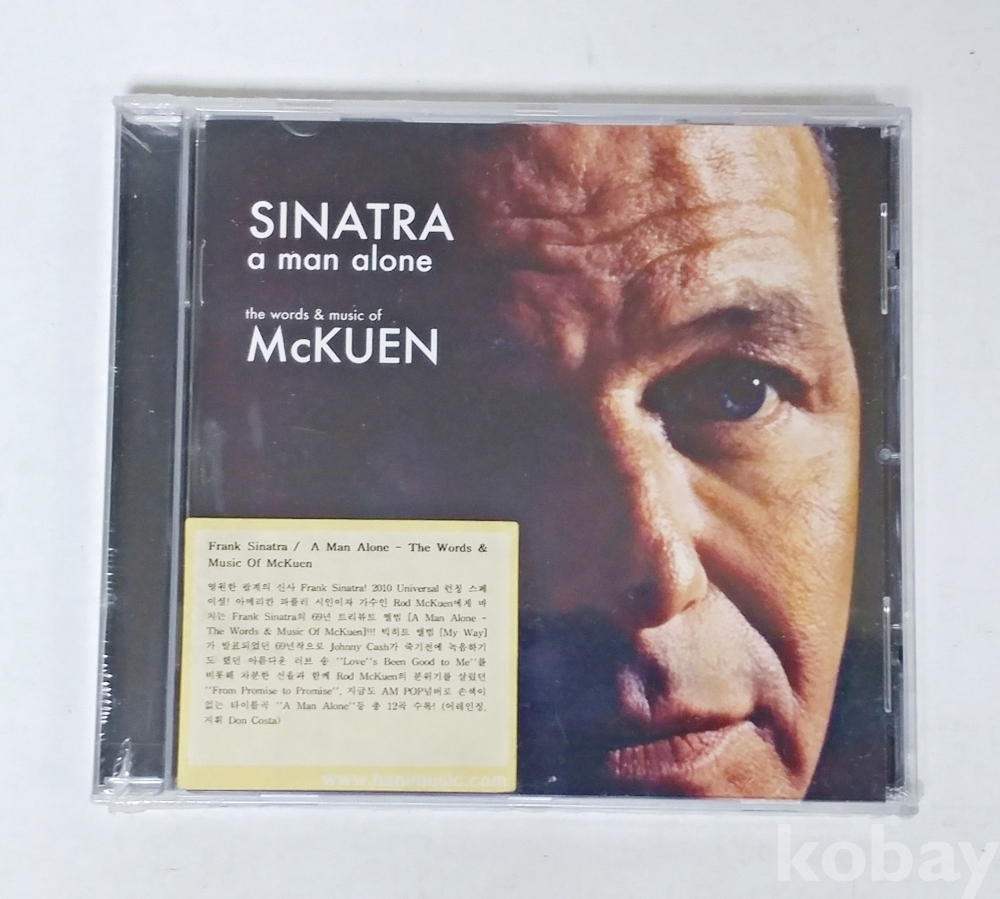 SINATRA
a man alone
the words & music of
McKUEN
Frank Sinatra / A Man Alone - The Words &
Music Of McKuen
영원한 팝계의 신사 Frank Sinatra! 2010 Universal 런칭 스페
이셜! 아메리칸 파퓰러 시인이자 가수인 Rod McKuen에게 바
치는 Frank Sinatra의 69년 트리뷰트 앨범 [A Man Alone -
The Words & Music Of McKuen]!!! 빅히트 앨범 [My Way]
가 발표되었던 69년작으로 Johnny Cash가 죽기전에 녹음하기
도 했던 아름다운 러브 송 "Love"s Been Good to Me"를
비롯해 차분한 선율과 함께 Rod McKuen의 분위기를 살렸던
"From Promise to Promise", 지금도 AM POP넘버로 손색이
없는 타이틀곡 "A Man Alone"등 총 12곡 수록! (어레인징,
지휘 Don Costa)
www.hanimusic.com
kobay